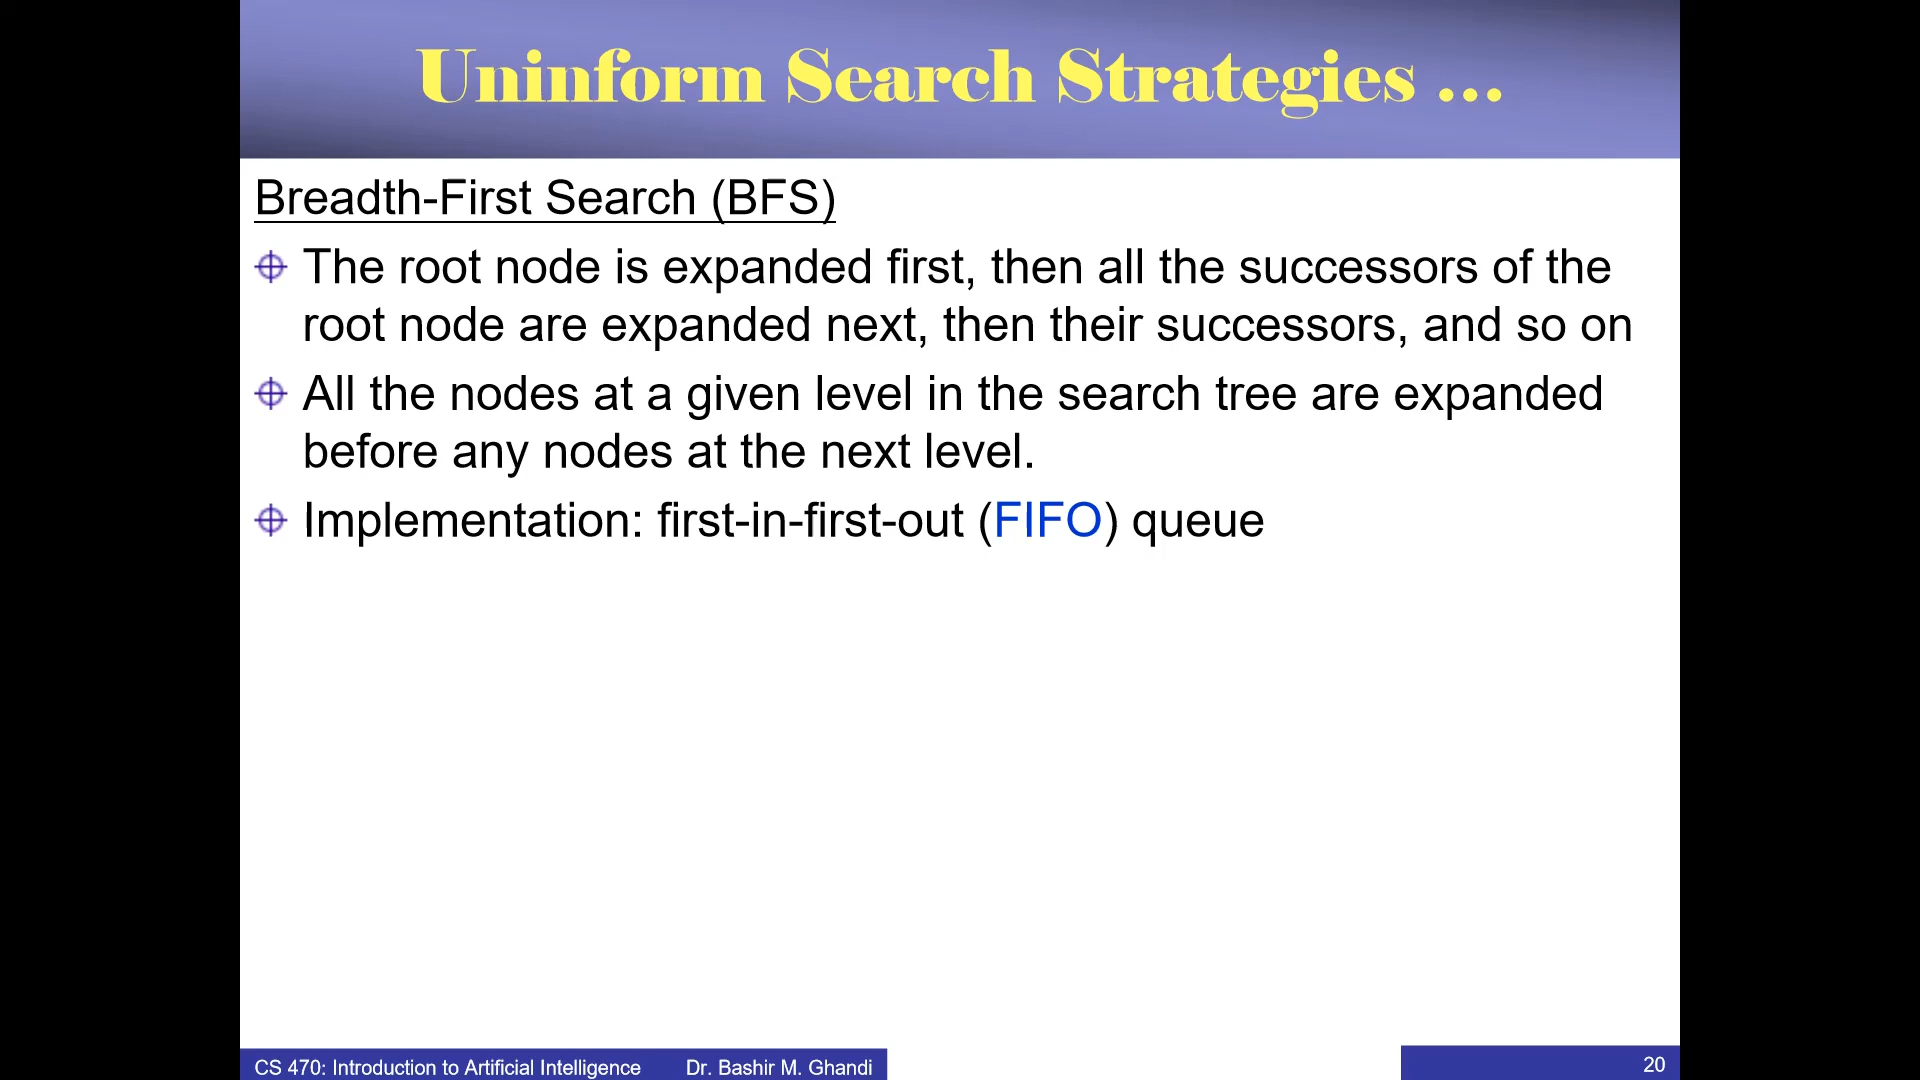 Uninform Search Strategies ...
Breadth-First Search (BFS)
The root node is expanded first, then all the successors of the
root node are expanded next, then their successors, and so on
All the nodes at a given level in the search tree are expanded
before any nodes at the next level.
Implementation: first-in-first-out (FIFO) queue
CS 470: Introduction to Artificial Intelligence Dr. Bashir M. Ghandi
20